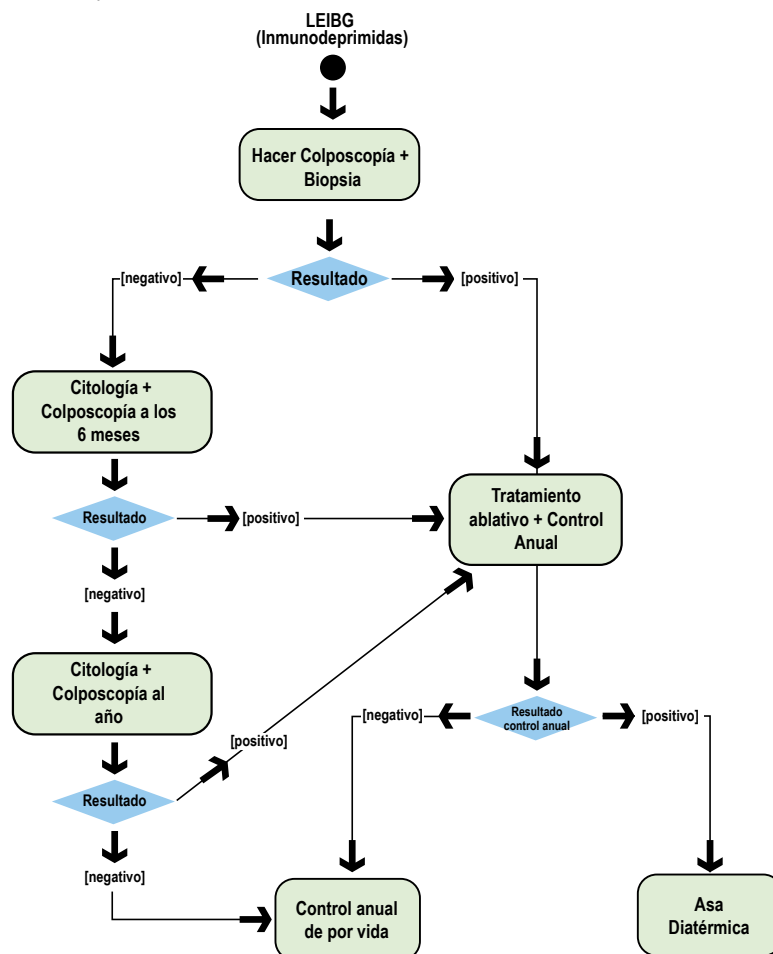 LEIBG
(Inmunodeprimidas)
Hacer Colposcopía +
Biopsia
[negativo]
Resultado
[positivo]
Citología +
Colposcopía a los
6 meses
Resultado
[positivo]
Tratamiento
ablativo + Control
Anual
[negativo]
Citología +
Colposcopía al
año
[positivo]
[negativo]
Resultado
control anual
[positivo]
Resultado
[negativo]
Control anual
de por vida
Asa
Diatérmica